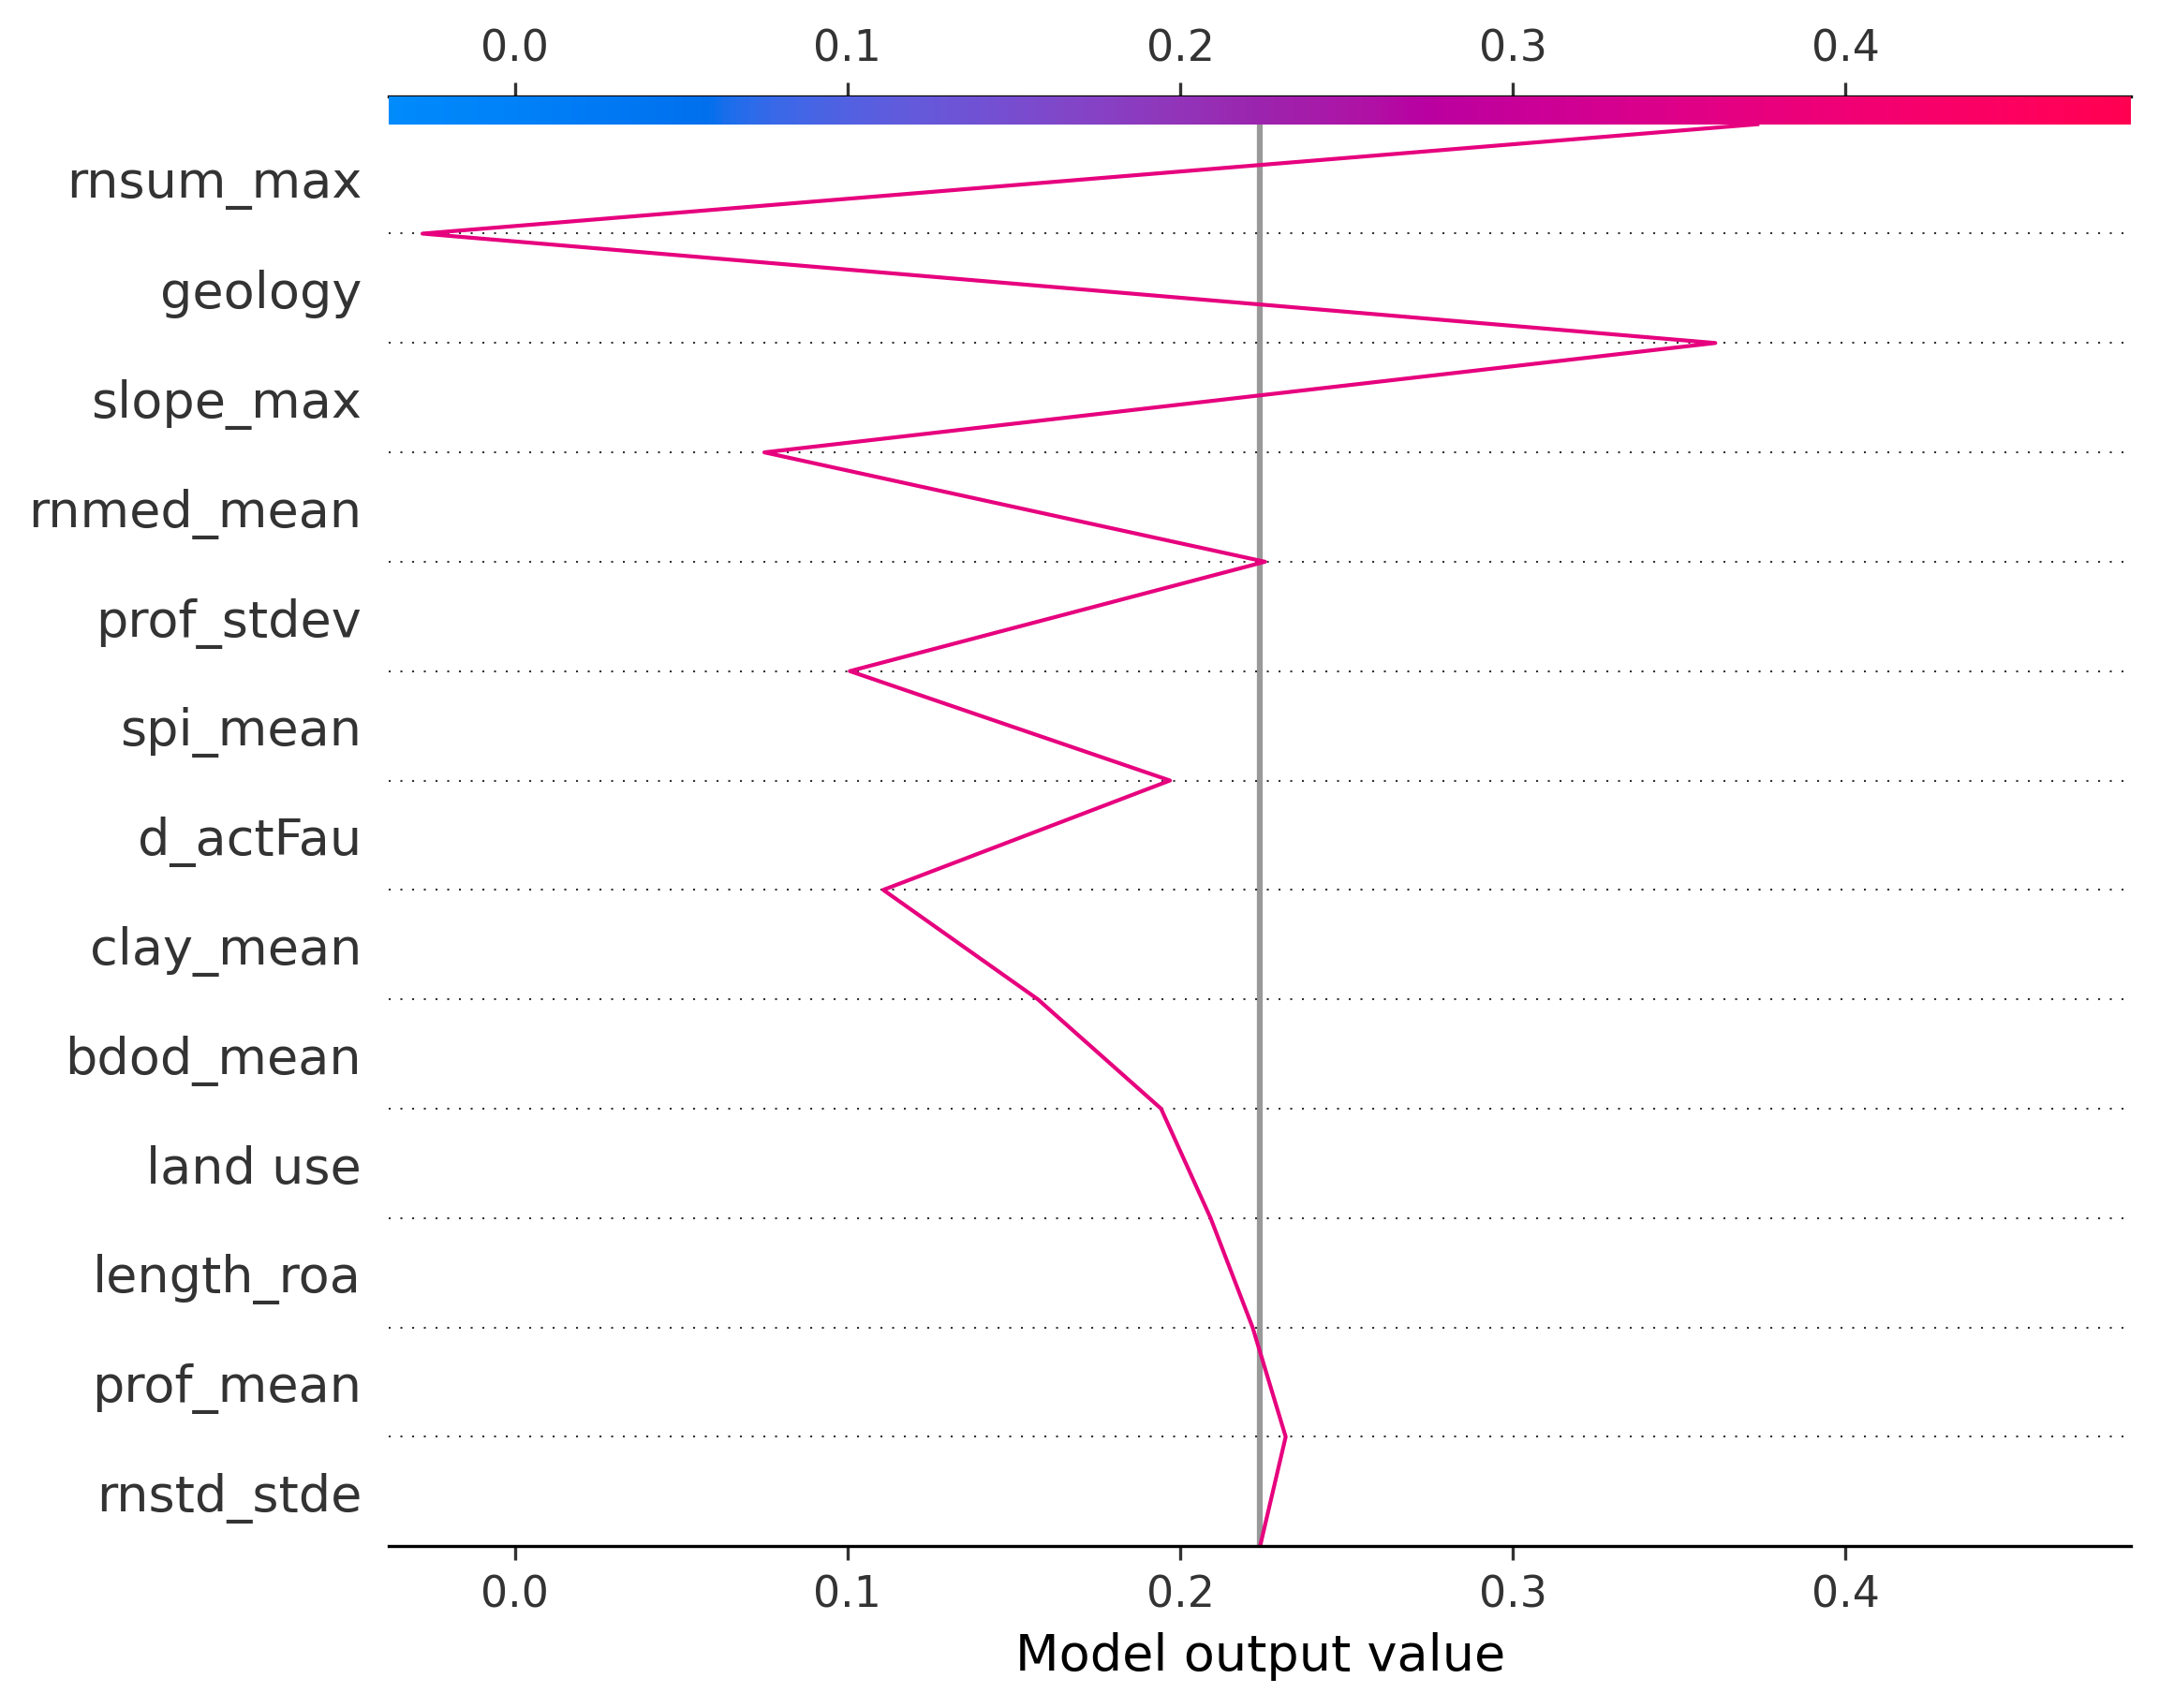 0.0 0.1 0.2 0.3 0.4
rnsum_max
geology
slope_max
rnmed_mean
prof_stdev
spi_mean
d_actFau
clay_mean
bdod_mean
land use
length_roa
prof_mean
rnstd_stde
0.0 0.1 0.2 0.3 0.4
Model output value